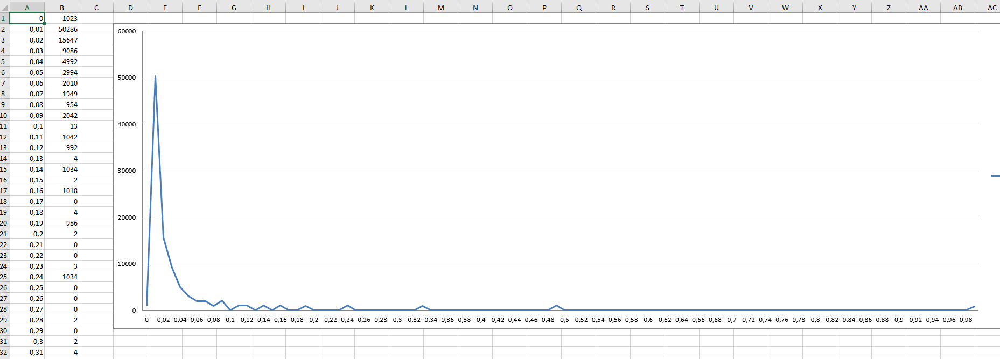 A B C D E F G H I J K L M N O P Q R S T U V W X Y Z AA AB AC
1 0 1023
2 0,01 50286
3 0,02 15647
4 0,03 9086
5 0,04 4992
6 0,05 2994
7 0,06 2010
8 0,07 1949
9 0,08 954
10 0,09 2042
11 0,1 13
12 0,11 1042
13 0,12 992
14 0,13 4
15 0,14 1034
16 0,15 2
17 0,16 1018
18 0,17 0
19 0,18 4
20 0,19 986
21 0,2 2
22 0,21 0
23 0,22 0
24 0,23 3
25 0,24 1034
26 0,25 0
27 0,26 0
28 0,27 0
29 0,28 2
30 0,29 0
31 0,3 2
32 0,31 4
60000
50000
40000
30000
20000
10000
0
0 0,02 0,04 0,06 0,08 0,1 0,12 0,14 0,16 0,18 0,2 0,22 0,24 0,26 0,28 0,3 0,32 0,34 0,36 0,38 0,4 0,42 0,44 0,46 0,48 0,5 0,52 0,54 0,56 0,58 0,6 0,62 0,64 0,66 0,68 0,7 0,72 0,74 0,76 0,78 0,8 0,82 0,84 0,86 0,88 0,9 0,92 0,94 0,96 0,98